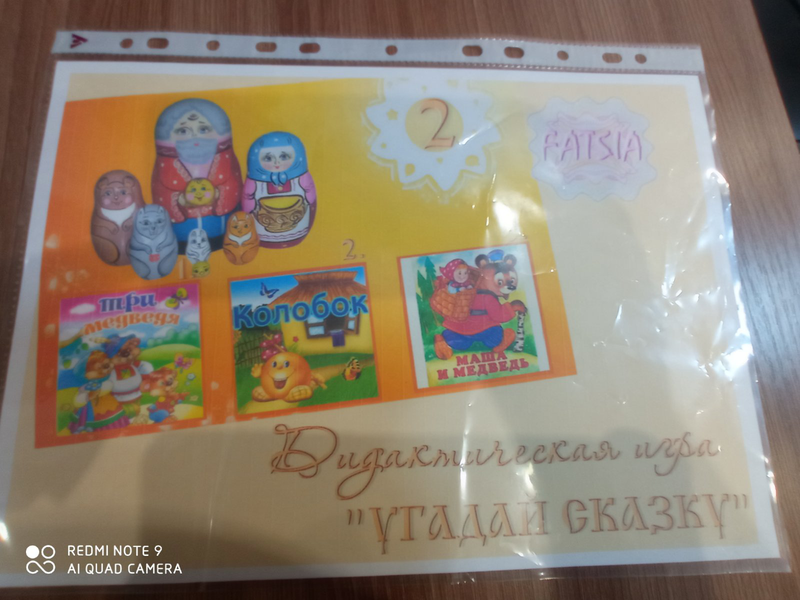 2
FATSIA
2.
Три
медведя
Колобок
МАША
И МЕДВЕДЬ
Дидактическая игра
"УГАДАЙ СКАЗКУ"
REDMI NOTE 9
AI QUAD CAMERA